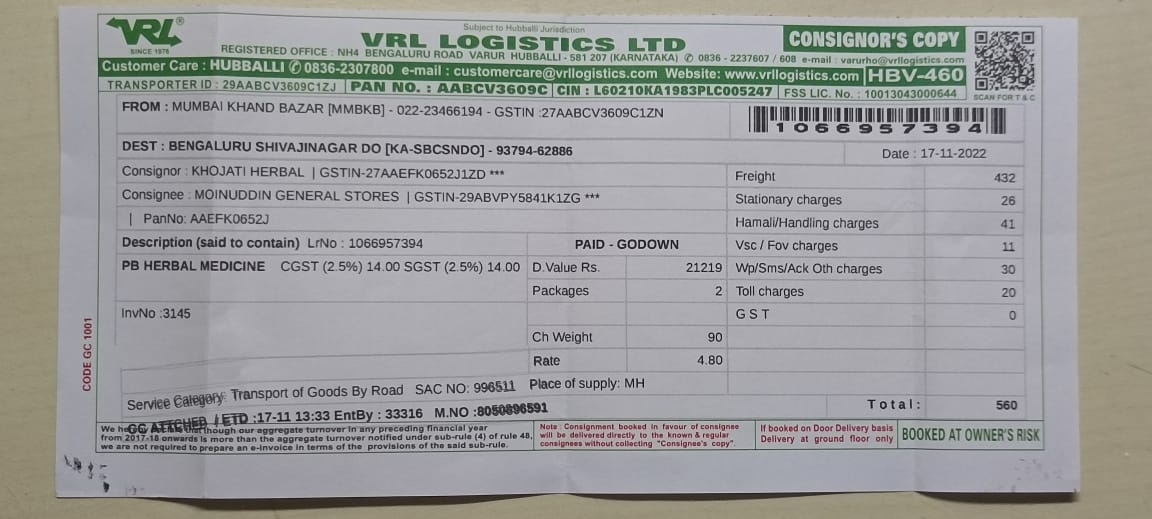 VRL®
SINCE 1976
Subject to Hubballi Jurisdiction
VRL LOGISTICS LTD
CONSIGNOR'S COPY
REGISTERED OFFICE : NH4 BENGALURU ROAD VARUR HUBBALLI - 581 207 (KARNATAKA) ✆ 0836 - 2237607 / 608 e-mail : varurho@vrllogistics.com
Customer Care : HUBBALLI ✆ 0836-2307800 e-mail : customercare@vrllogistics.com Website: www.vrllogistics.com HBV-460
TRANSPORTER ID : 29AABCV3609C1ZJ PAN NO. : AABCV3609C CIN : L60210KA1983PLC005247 FSS LIC. No. : 10013043000644
SCAN FOR T & C
FROM : MUMBAI KHAND BAZAR [MMBKB] - 022-23466194 - GSTIN :27AABCV3609C1ZN
1066957394
DEST : BENGALURU SHIVAJINAGAR DO [KA-SBCSNDO] - 93794-62886
Date : 17-11-2022
Consignor : KHOJATI HERBAL | GSTIN-27AAEFK0652J1ZD ***
Freight 432
Consignee : MOINUDDIN GENERAL STORES | GSTIN-29ABVPY5841K1ZG ***
Stationary charges 26
| PanNo: AAEFK0652J
Hamali/Handling charges 41
Description (said to contain) LrNo : 1066957394 PAID - GODOWN
Vsc / Fov charges 11
PB HERBAL MEDICINE CGST (2.5%) 14.00 SGST (2.5%) 14.00 D.Value Rs. 21219
Wp/Sms/Ack Oth charges 30
Packages 2
Toll charges 20
InvNo :3145
G S T 0
Ch Weight 90
Rate 4.80
Service Category: Transport of Goods By Road SAC NO: 996511 Place of supply: MH
GC ATTCHED / ETD :17-11 13:33 EntBy : 33316 M.NO :8050896591
Total: 560
We that though our aggregate turnover in any preceding financial year
from 2017-18 onwards is more than the aggregate turnover notified under sub-rule (4) of rule 48,
we are not required to prepare an e-invoice in terms of the provisions of the said sub-rule.
Note : Consignment booked in favour of consignee
will be delivered directly to the known & regular
consignees without collecting "Consignee's copy".
If booked on Door Delivery basis
Delivery at ground floor only
BOOKED AT OWNER'S RISK
CODE GC 1001